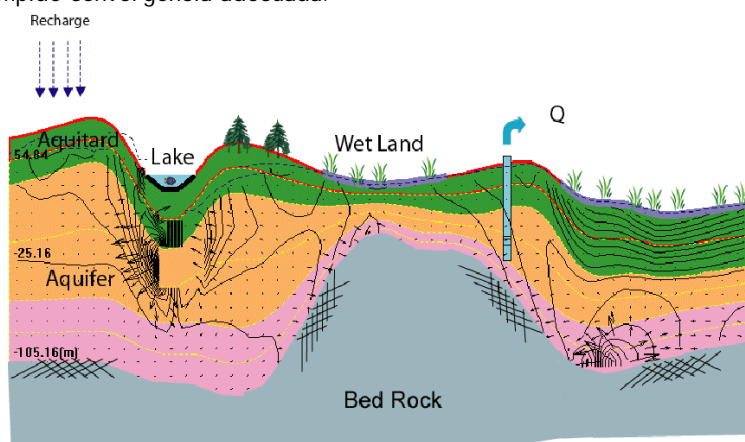 Recharge
Q
Aquitard
Lake
Wet Land
54.84
-25.16
Aquifer
-105.16(m)
Bed Rock